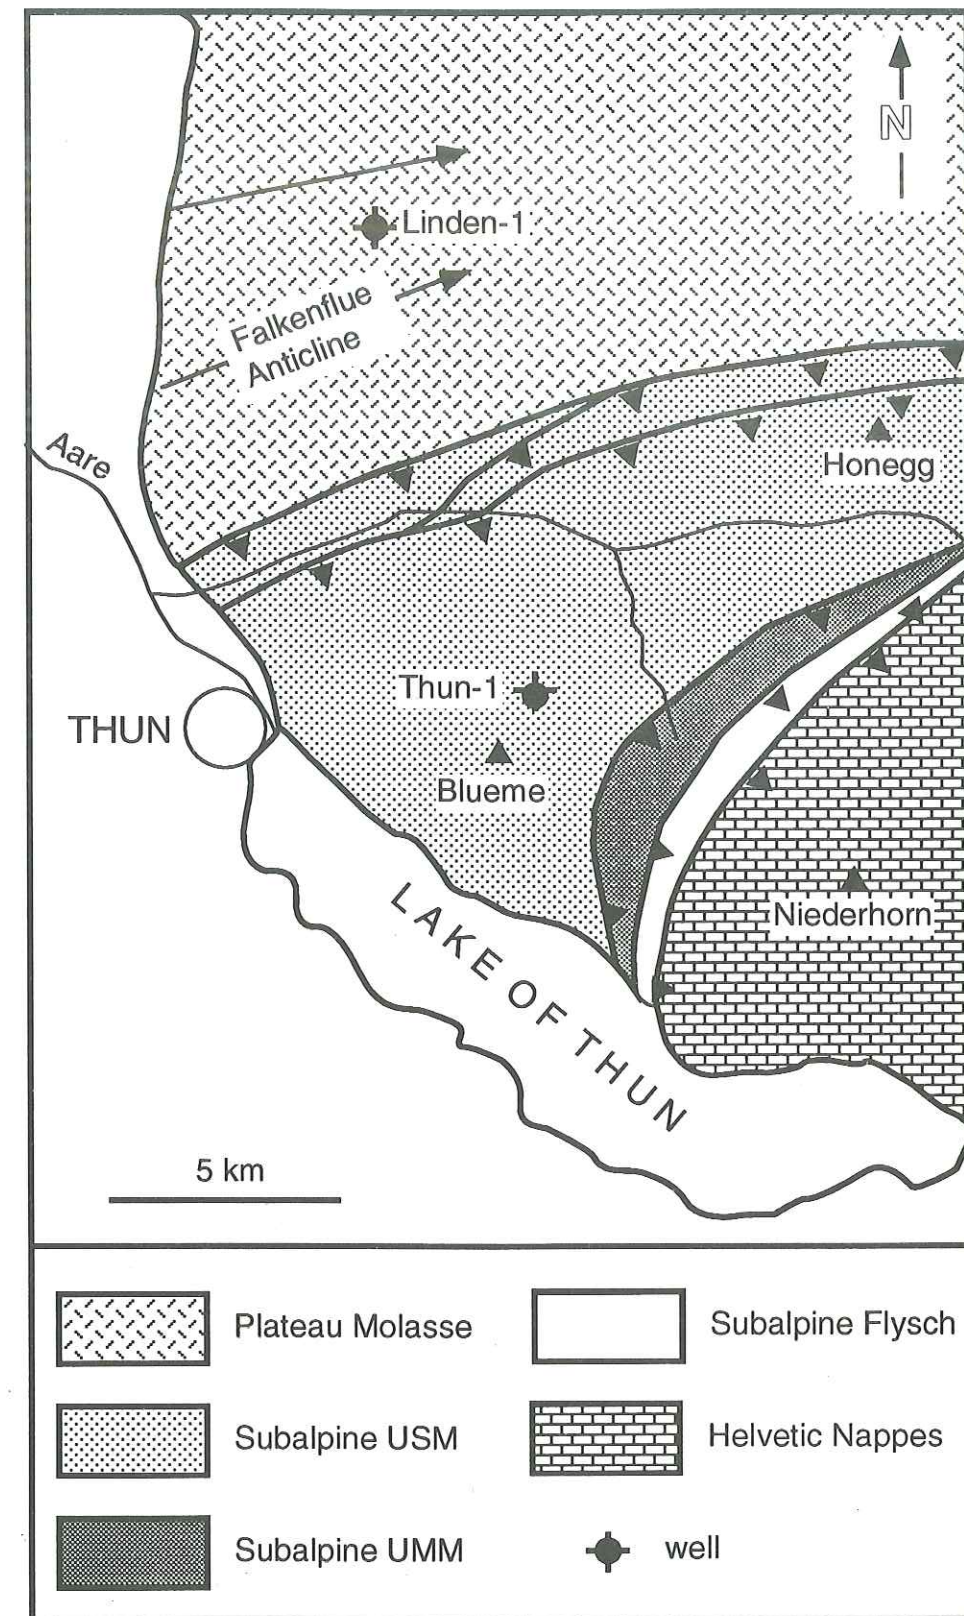 N
Linden-1
Falkenflue
Anticline
Aare
Honegg
Thun-1
THUN
Blueme
Niederhorn
LAKE OF THUN
5 km
Plateau Molasse
Subalpine Flysch
Subalpine USM
Helvetic Nappes
Subalpine UMM
well